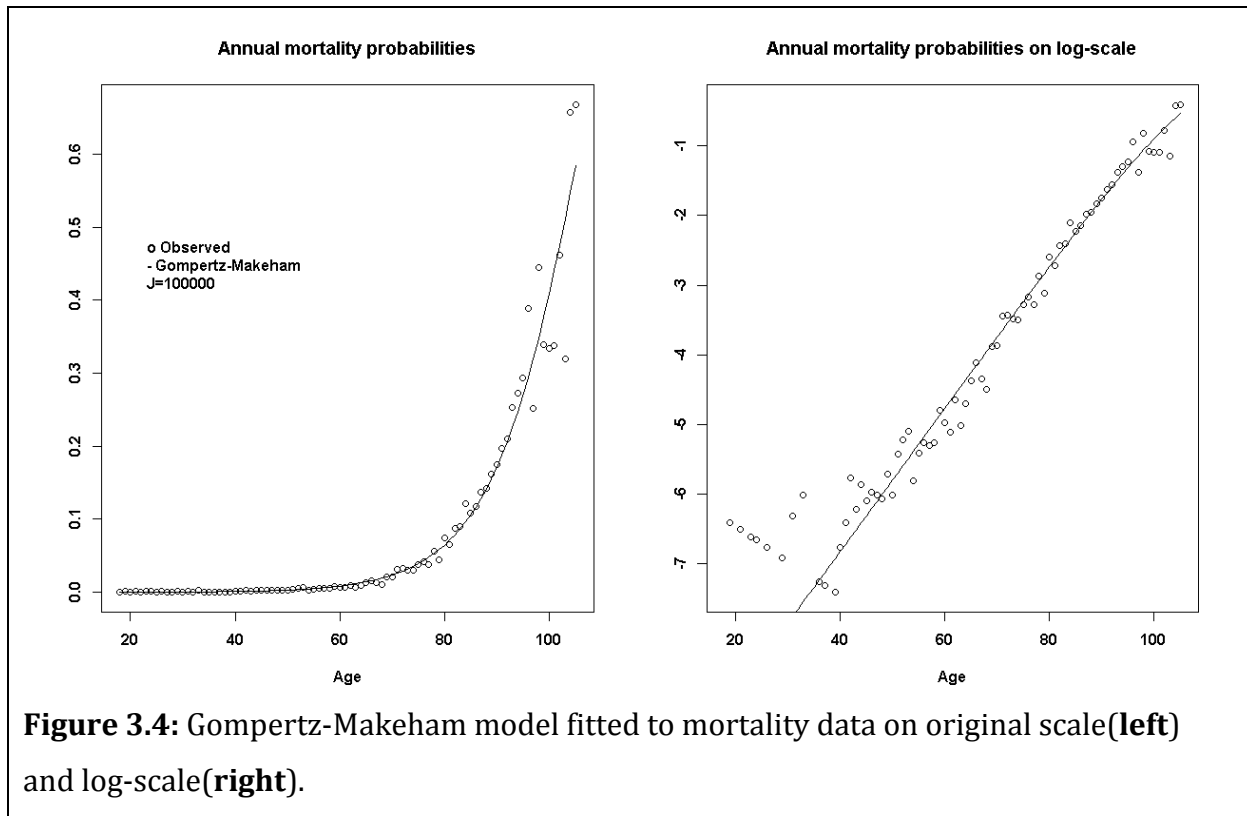 Annual mortality probabilities
0.6
0.5
0.4
0.3
0.2
0.1
0.0
o Observed
- Gompertz-Makeham
J=100000
20 40 60 80 100
Age
Annual mortality probabilities on log-scale
-1
-2
-3
-4
-5
-6
-7
20 40 60 80 100
Age
Figure 3.4: Gompertz-Makeham model fitted to mortality data on original scale(left)
and log-scale(right).